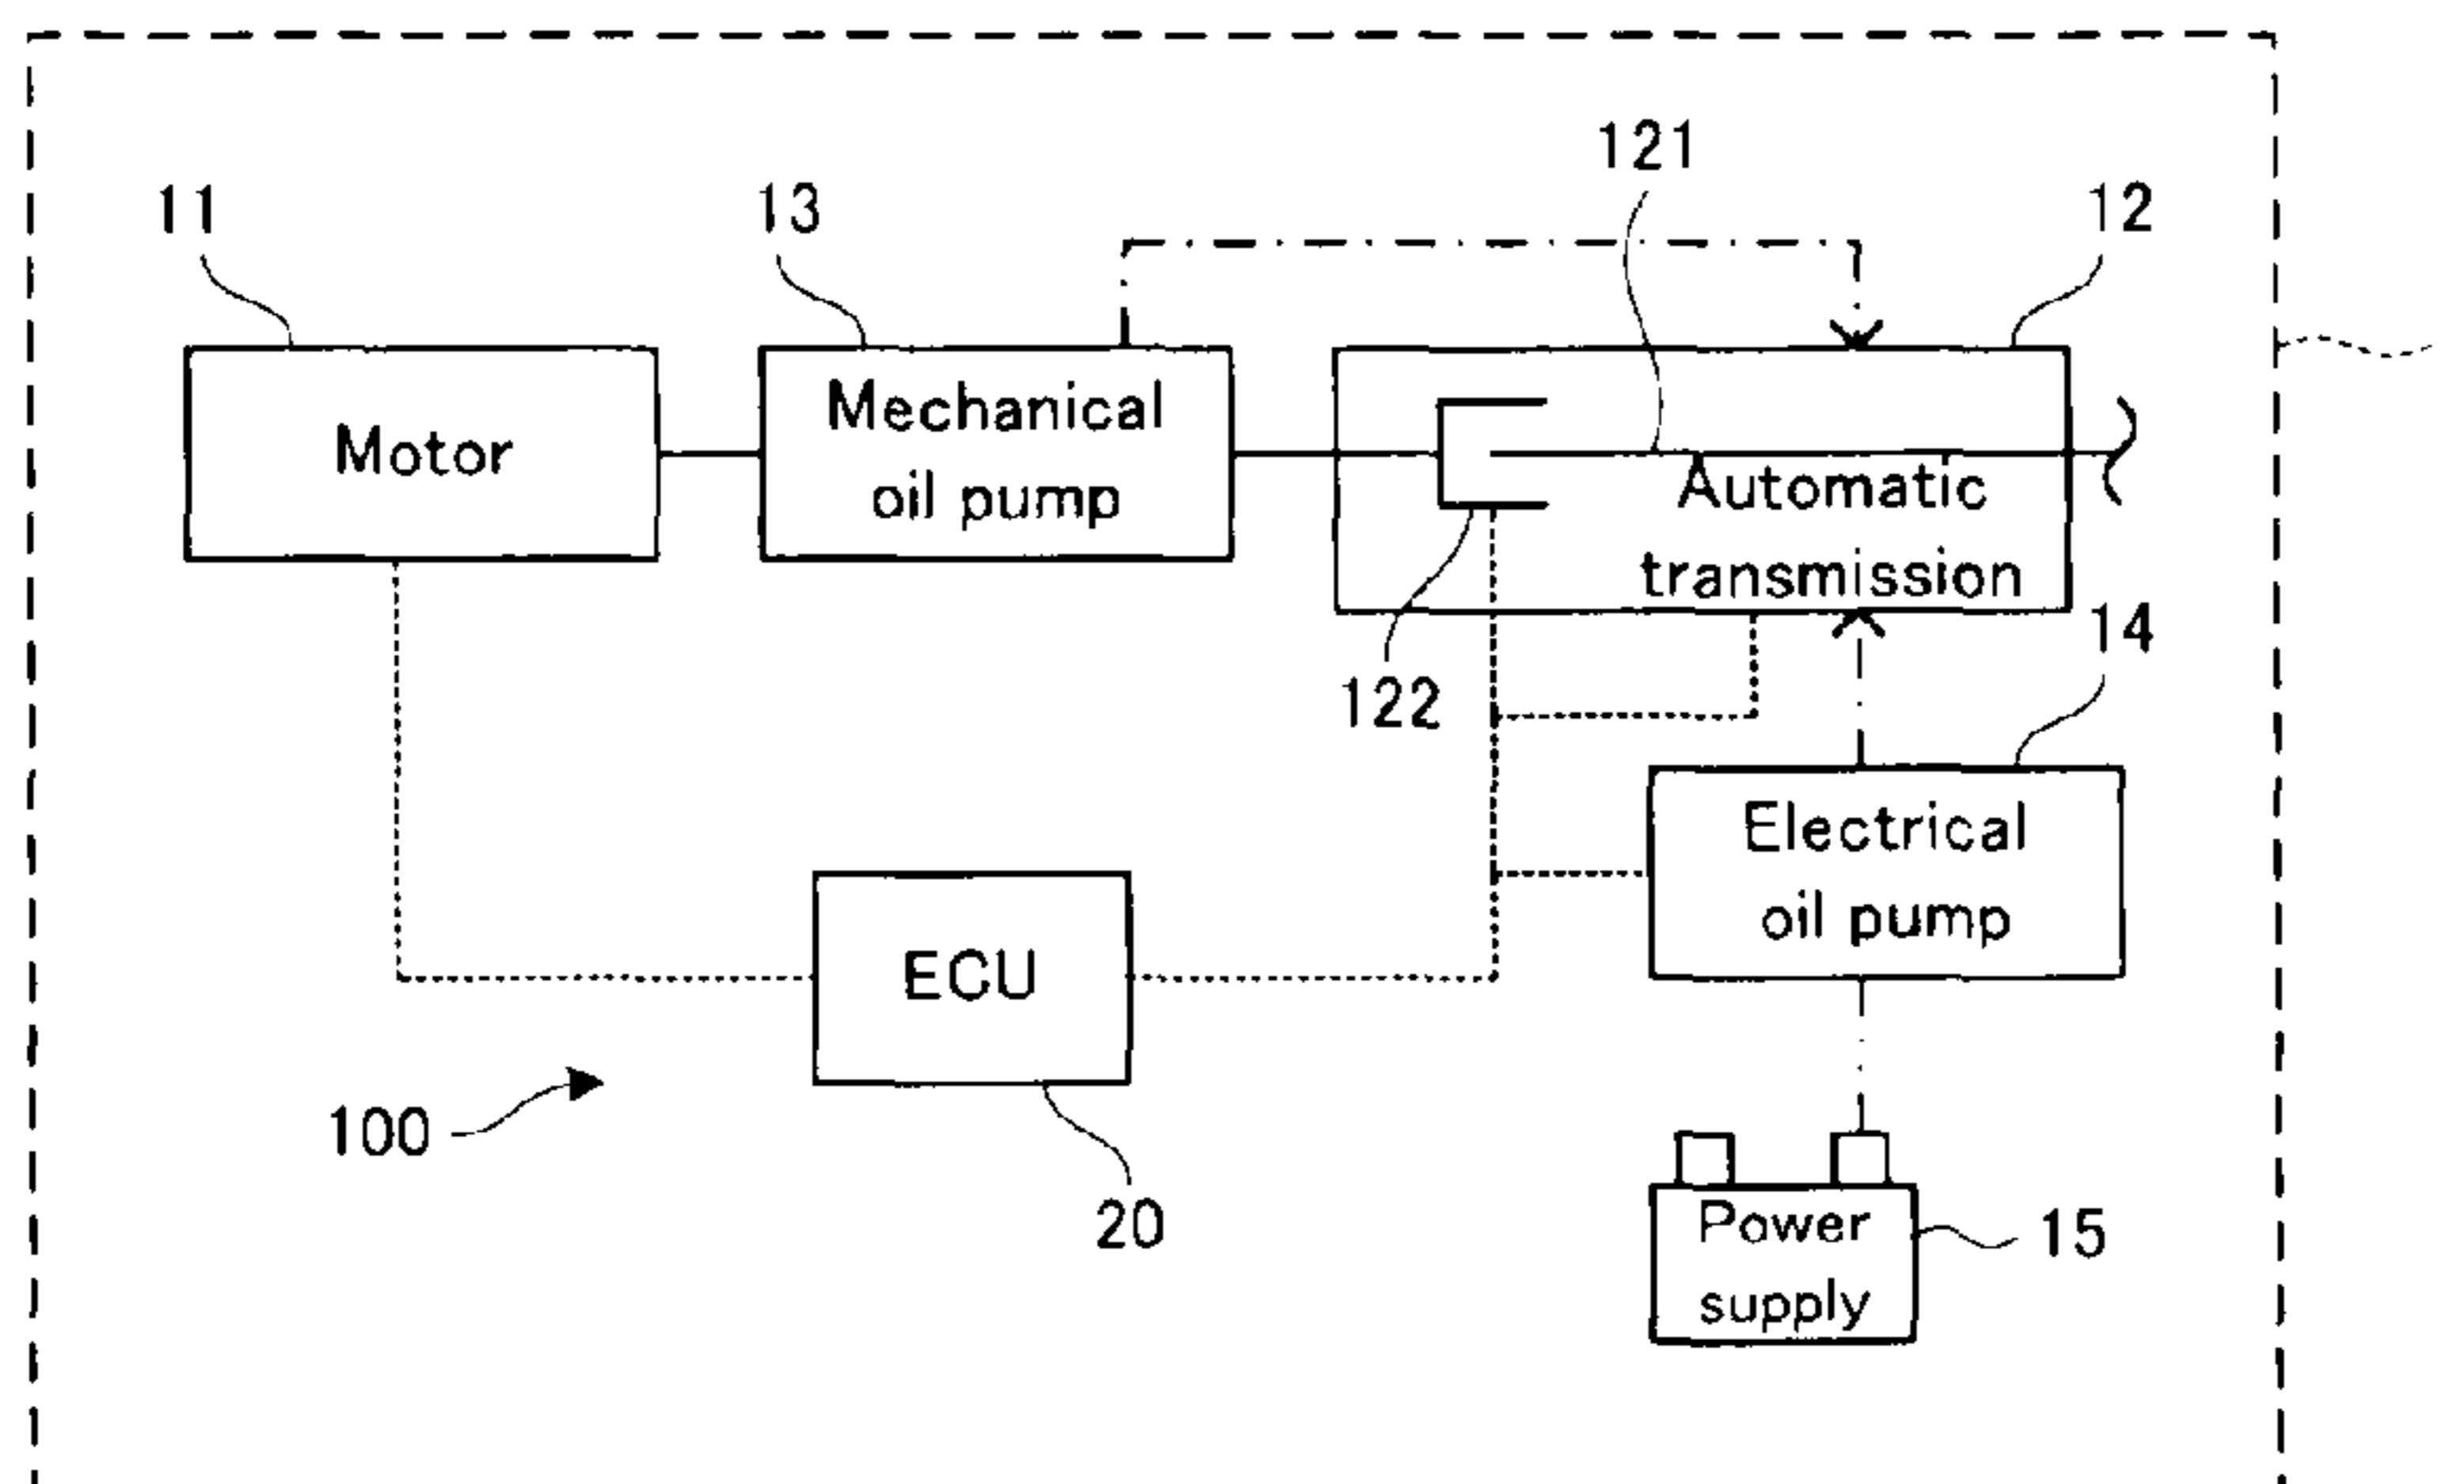 121
11
13
12
Motor
Mechanical
oil pump
Automatic
transmission
122
14
Electrical
oil pump
ECU
100
20
Power
supply
15